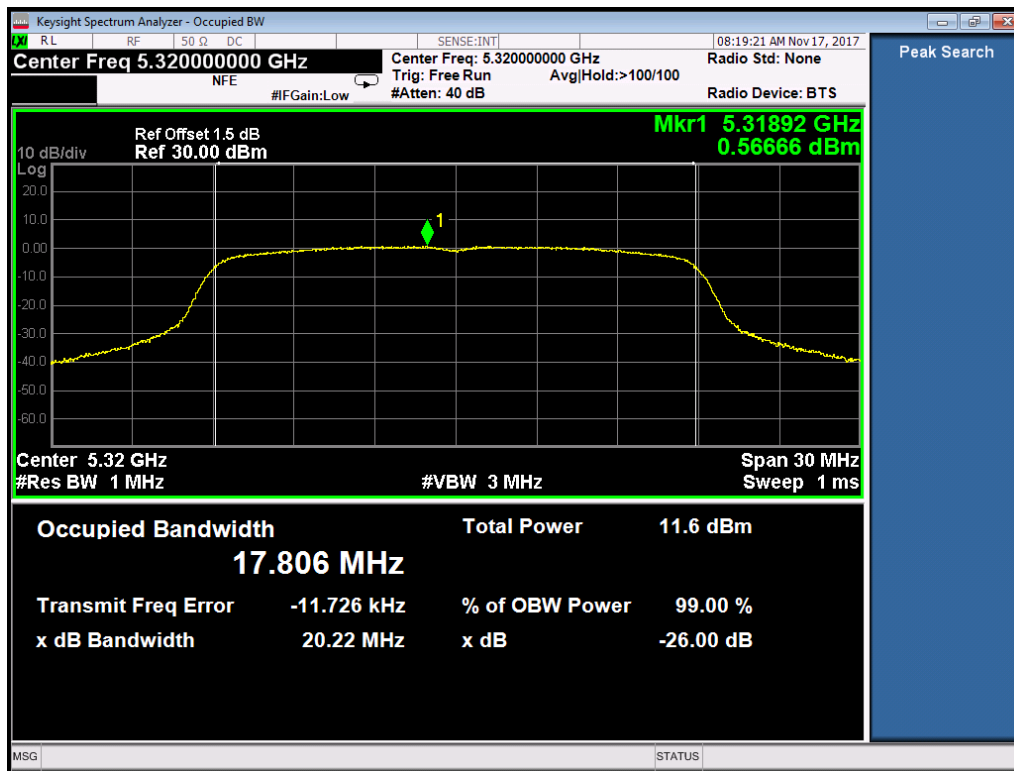 Keysight Spectrum Analyzer - Occupied BW
LXI RL RF 50 Ω DC SENSE:INT 08:19:21 AM Nov 17, 2017
Center Freq 5.320000000 GHz
NFE
#IFGain:Low
Center Freq: 5.320000000 GHz
Trig: Free Run Avg|Hold:>100/100
#Atten: 40 dB
Radio Std: None
Radio Device: BTS
Peak Search
Mkr1 5.31892 GHz
0.56666 dBm
Ref Offset 1.5 dB
10 dB/div Ref 30.00 dBm
Log
20.0
10.0
0.00
-10.0
-20.0
-30.0
-40.0
-50.0
-60.0
1
Center 5.32 GHz Span 30 MHz
#Res BW 1 MHz #VBW 3 MHz Sweep 1 ms
Occupied Bandwidth Total Power 11.6 dBm
17.806 MHz
Transmit Freq Error -11.726 kHz % of OBW Power 99.00 %
x dB Bandwidth 20.22 MHz x dB -26.00 dB
MSG STATUS